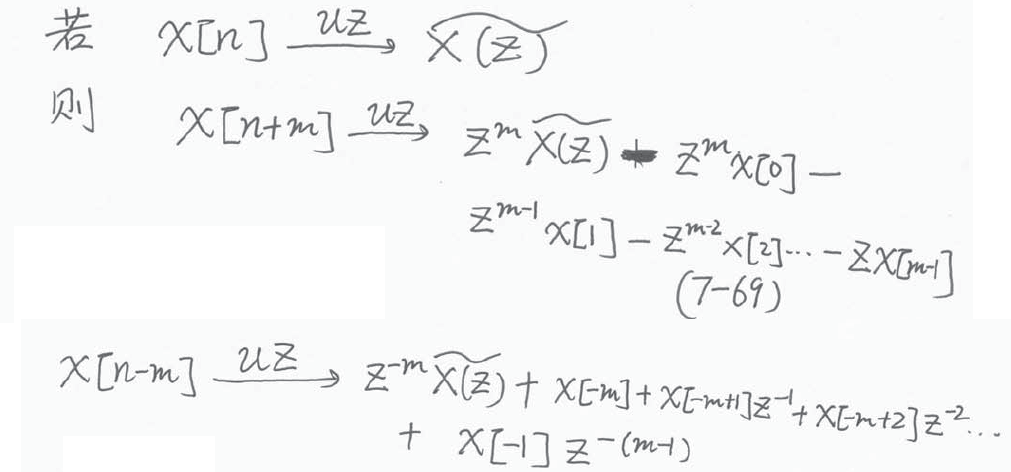 若 x[n] —uz→ X̃(z)
则 x[n+m] —uz→ z^m X̃(z) - z^m x[0] -
z^{m-1} x[1] - z^{m-2} x[2]... - zx[m-1]
(7-69)
x[n-m] —uz→ z^{-m} X̃(z) + x[-m] + x[-m+1]z^{-1} + x[-m+2]z^{-2}...
+ x[-1] z^{-(m-1)}